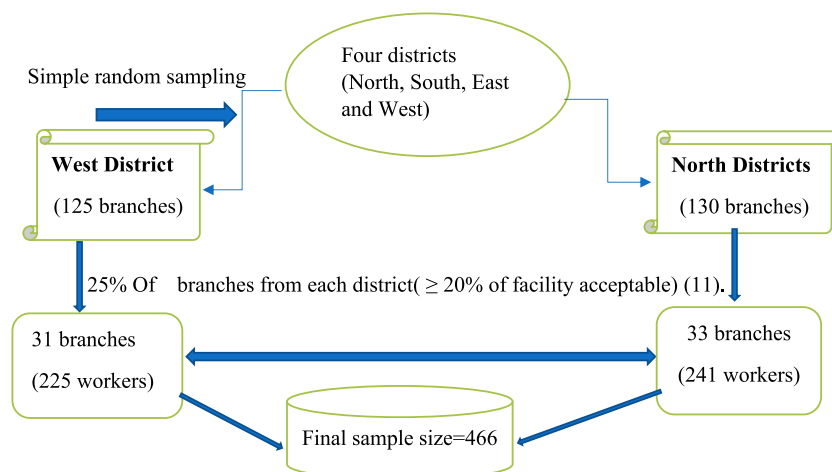 Four districts
(North, South, East
and West)
Simple random sampling
West District
(125 branches)
North Districts
(130 branches)
25% Of branches from each district( ≥ 20% of facility acceptable) (11).
31 branches
(225 workers)
33 branches
(241 workers)
Final sample size=466